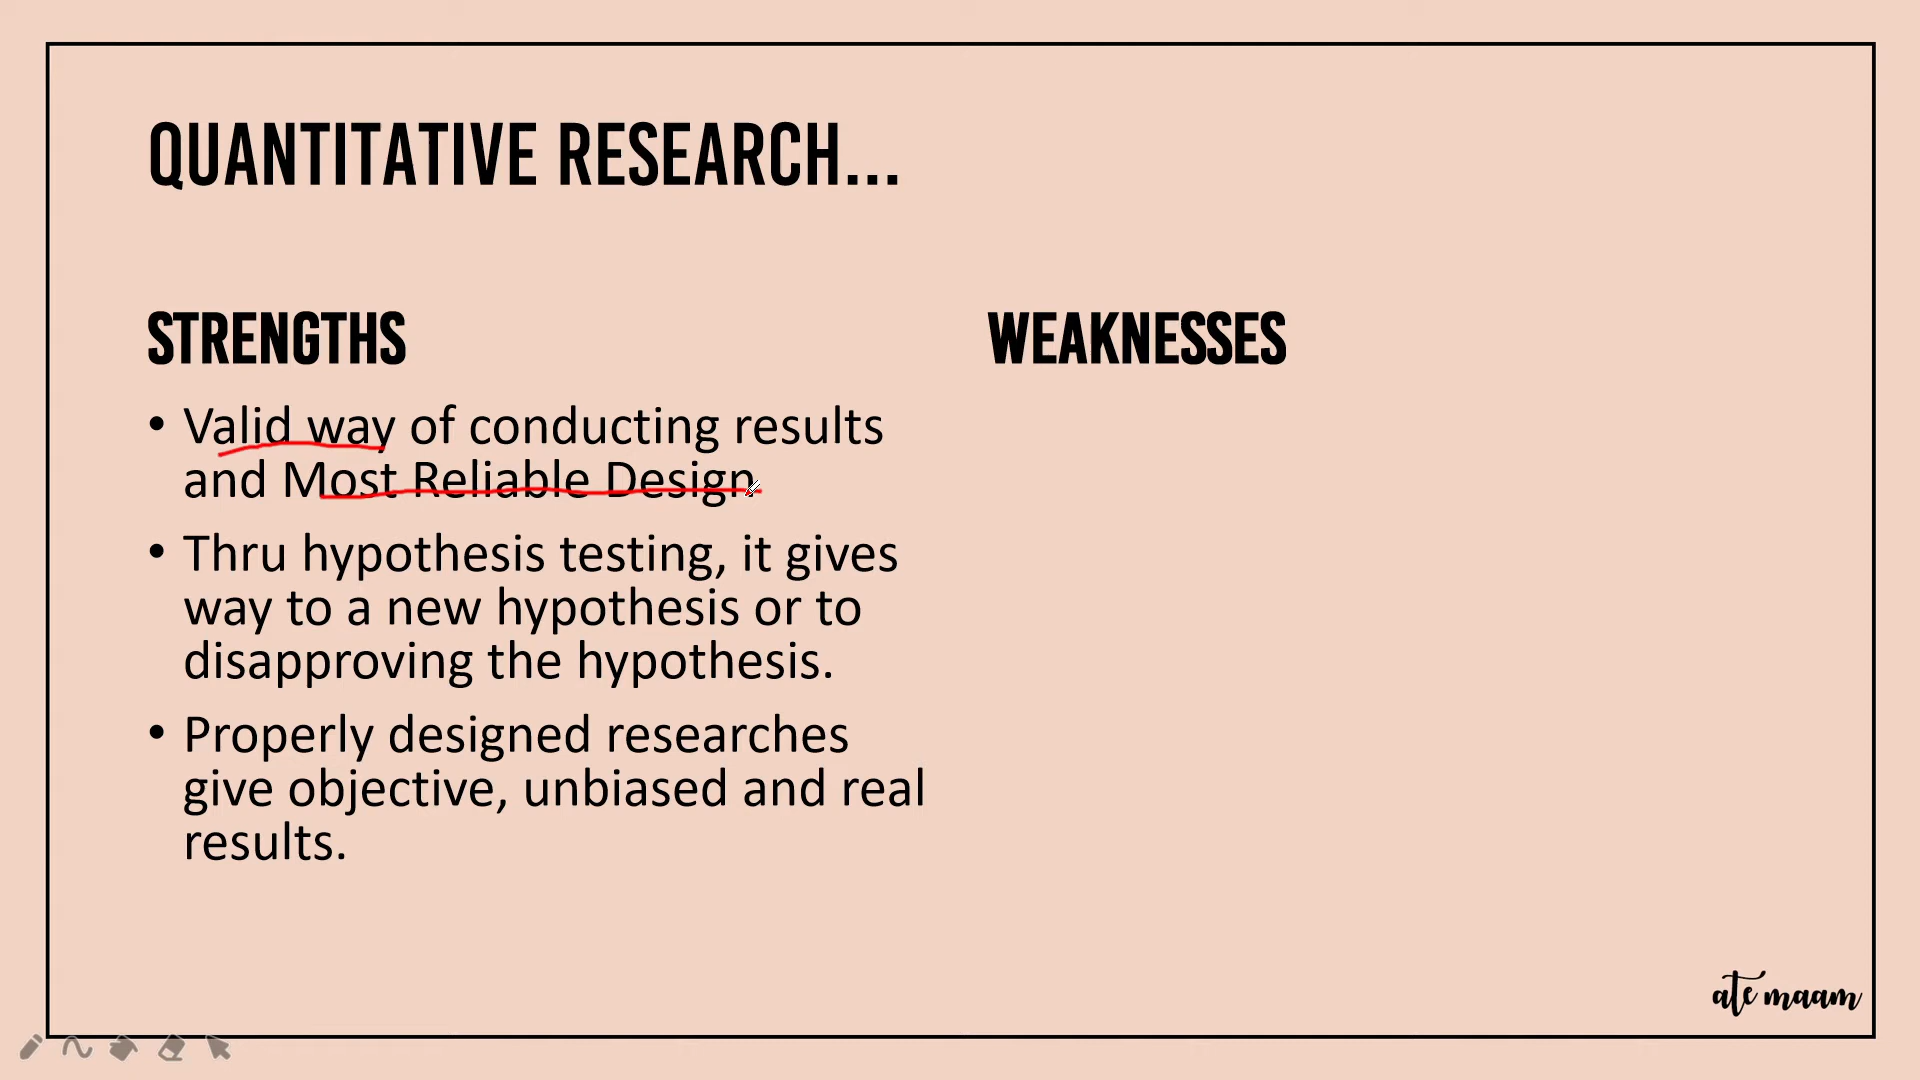 QUANTITATIVE RESEARCH...
STRENGTHS
• Valid way of conducting results
and Most Reliable Design
• Thru hypothesis testing, it gives
way to a new hypothesis or to
disapproving the hypothesis.
• Properly designed researches
give objective, unbiased and real
results.
WEAKNESSES
ate maam